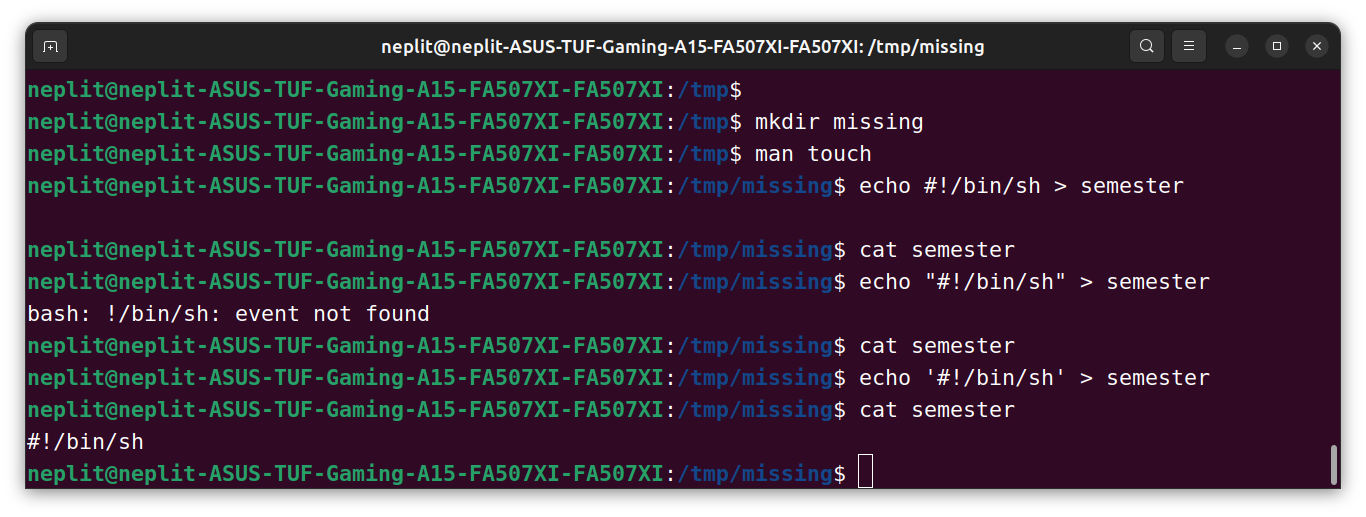 neplit@neplit-ASUS-TUF-Gaming-A15-FA507XI-FA507XI: /tmp/missing
neplit@neplit-ASUS-TUF-Gaming-A15-FA507XI-FA507XI:/tmp$
neplit@neplit-ASUS-TUF-Gaming-A15-FA507XI-FA507XI:/tmp$ mkdir missing
neplit@neplit-ASUS-TUF-Gaming-A15-FA507XI-FA507XI:/tmp$ man touch
neplit@neplit-ASUS-TUF-Gaming-A15-FA507XI-FA507XI:/tmp/missing$ echo #!/bin/sh > semester
neplit@neplit-ASUS-TUF-Gaming-A15-FA507XI-FA507XI:/tmp/missing$ cat semester
neplit@neplit-ASUS-TUF-Gaming-A15-FA507XI-FA507XI:/tmp/missing$ echo "#!/bin/sh" > semester
bash: !/bin/sh: event not found
neplit@neplit-ASUS-TUF-Gaming-A15-FA507XI-FA507XI:/tmp/missing$ cat semester
neplit@neplit-ASUS-TUF-Gaming-A15-FA507XI-FA507XI:/tmp/missing$ echo '#!/bin/sh' > semester
neplit@neplit-ASUS-TUF-Gaming-A15-FA507XI-FA507XI:/tmp/missing$ cat semester
#!/bin/sh
neplit@neplit-ASUS-TUF-Gaming-A15-FA507XI-FA507XI:/tmp/missing$